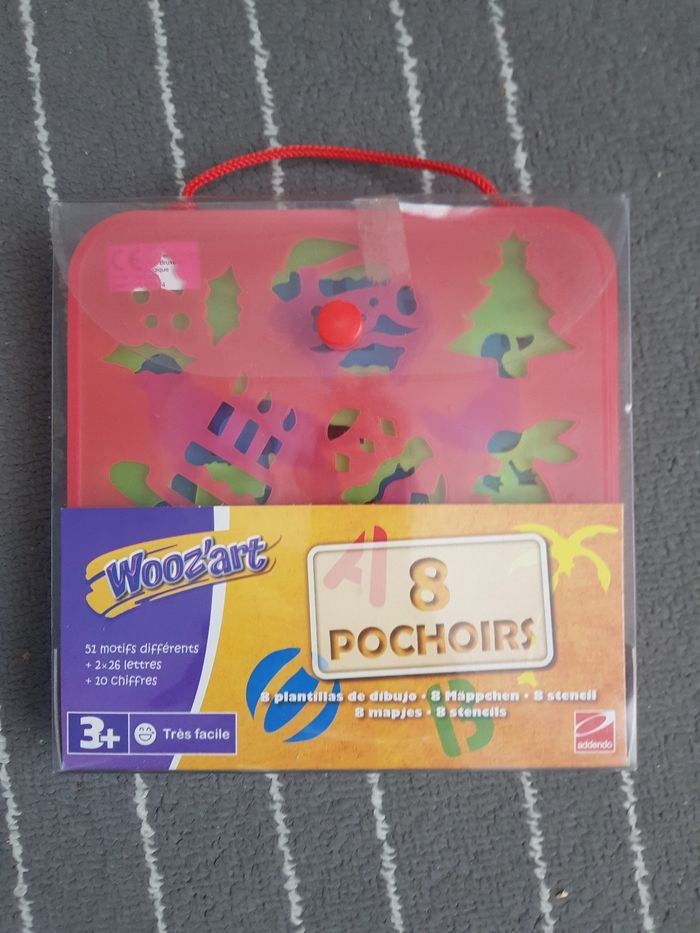 CE
Wooz'art
51 motifs différents
+ 2x26 lettres
+ 10 chiffres
3+
Très facile
A
8
POCHOIRS
8 plantillas de dibujo • 8 Mäppchen • 8 stencil
8 mapjes • 8 stencils
B
addendo